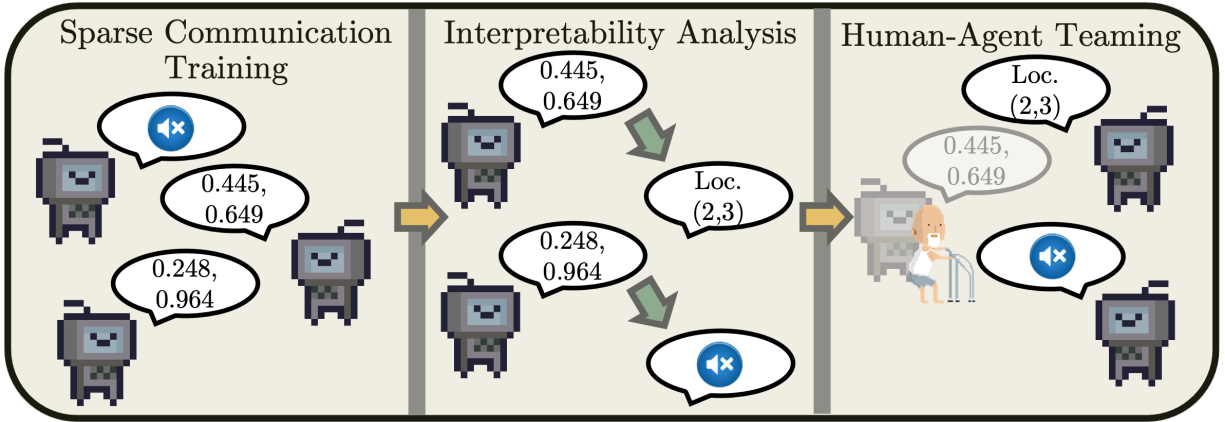 Sparse Communication
Training
0.445,
0.649
0.248,
0.964
Interpretability Analysis
0.445,
0.649
Loc.
(2,3)
0.248,
0.964
Human-Agent Teaming
Loc.
(2,3)
0.445,
0.649